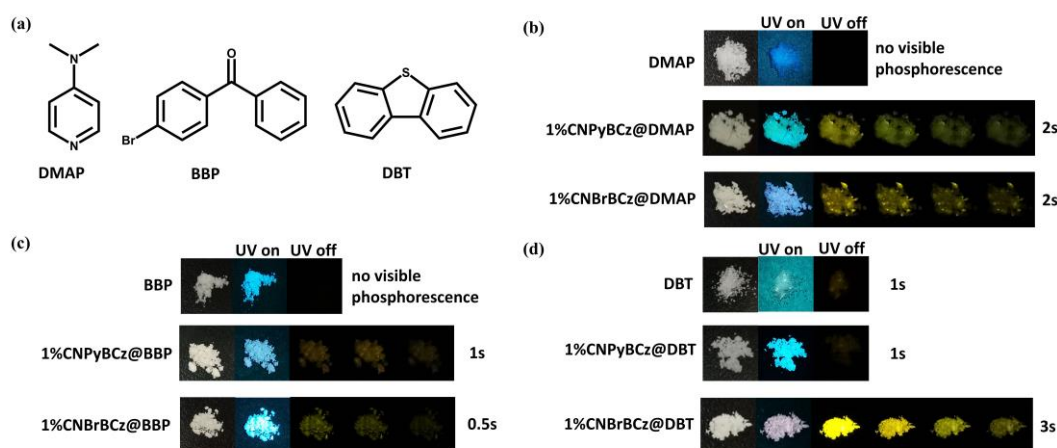 (a)
N
N
DMAP
O
Br
BBP
S
DBT
(b)
UV on UV off
DMAP
no visible
phosphorescence
1%CNPyBCz@DMAP
2s
1%CNBrBCz@DMAP
2s
(c)
UV on UV off
BBP
no visible
phosphorescence
1%CNPyBCz@BBP
1s
1%CNBrBCz@BBP
0.5s
(d)
UV on UV off
DBT
1s
1%CNPyBCz@DBT
1s
1%CNBrBCz@DBT
3s